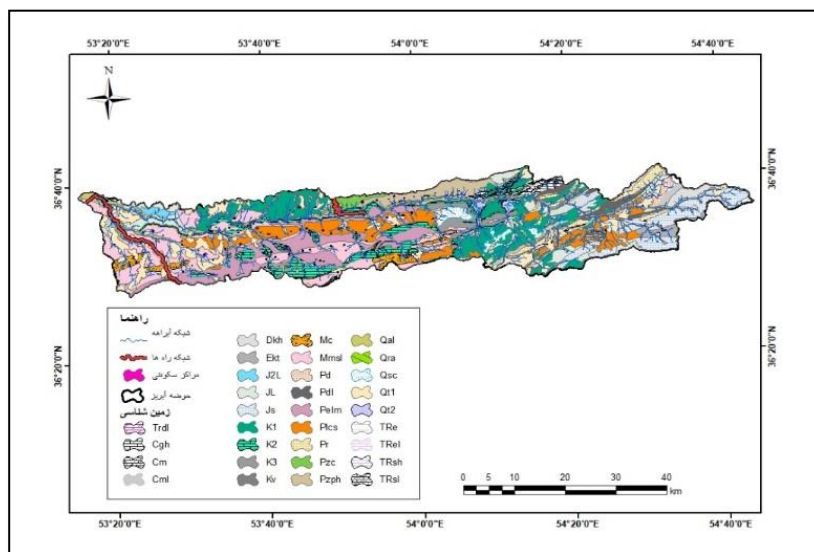 53°20'0"E 53°40'0"E 54°0'0"E 54°20'0"E 54°40'0"E
N
36°40'0"N
36°40'0"N
36°20'0"N
36°20'0"N
راهنما
شبکه آبراهه
شبکه راه ها
مراکز سکونتی
حوضه آبریز
زمین شناسی
Trdl
Cgh
Cm
Cml
Dkh
Ekt
J2L
JL
Js
K1
K2
K3
Kv
Mc
Mmsl
Pd
Pdl
Pelm
Plcs
Pr
Pzc
Pzph
Qal
Qra
Qsc
Qt1
Qt2
TRe
TRel
TRsh
TRsl
0 5 10 20 30 40
km
53°20'0"E 53°40'0"E 54°0'0"E 54°20'0"E 54°40'0"E